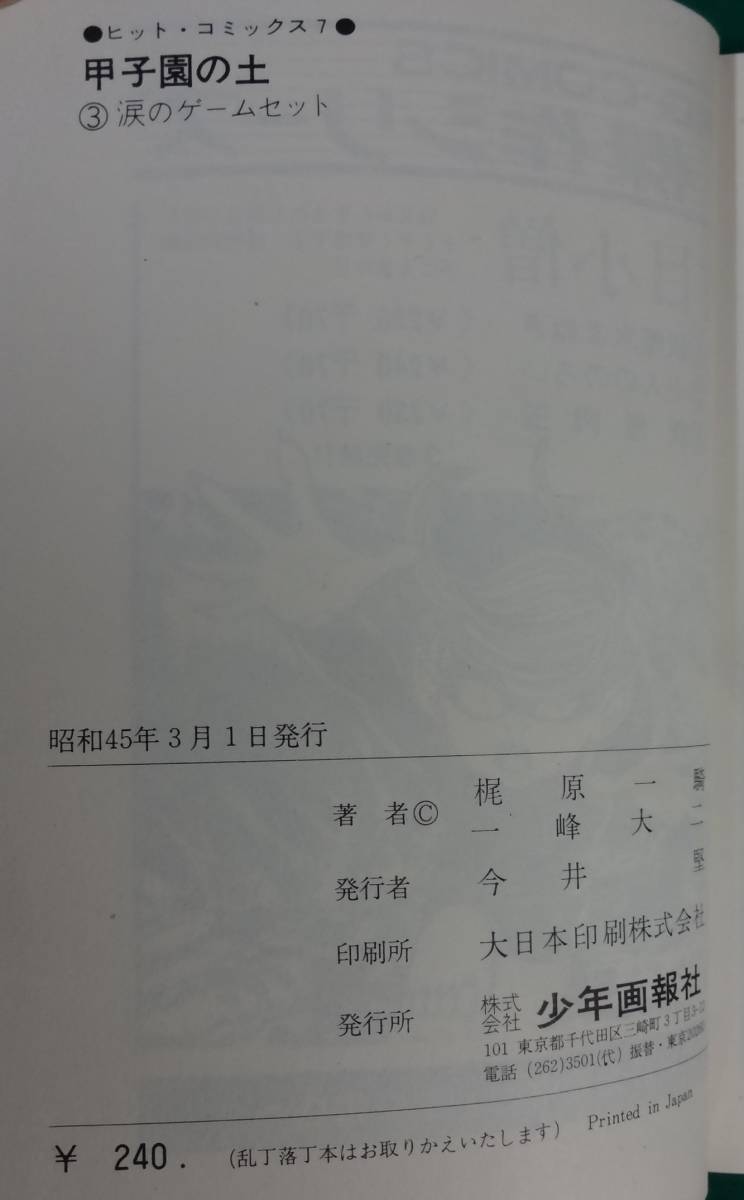 ●ヒット・コミックス7●
甲子園の土
③涙のゲームセット
昭和45年3月1日発行
著者© 梶原一騎
一峰大二
発行者 今井堅
印刷所 大日本印刷株式会社
発行所 株式会社 少年画報社
101 東京都千代田区三崎町3丁目3-
電話 (262)3501(代) 振替・東京
¥ 240. (乱丁落丁本はお取りかえいたします) Printed in Japan